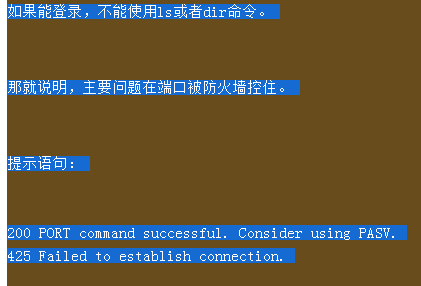 如果能登录，不能使用ls或者dir命令。
那就说明，主要问题在端口被防火墙控住。
提示语句：
200 PORT command successful. Consider using PASV.
425 Failed to establish connection.